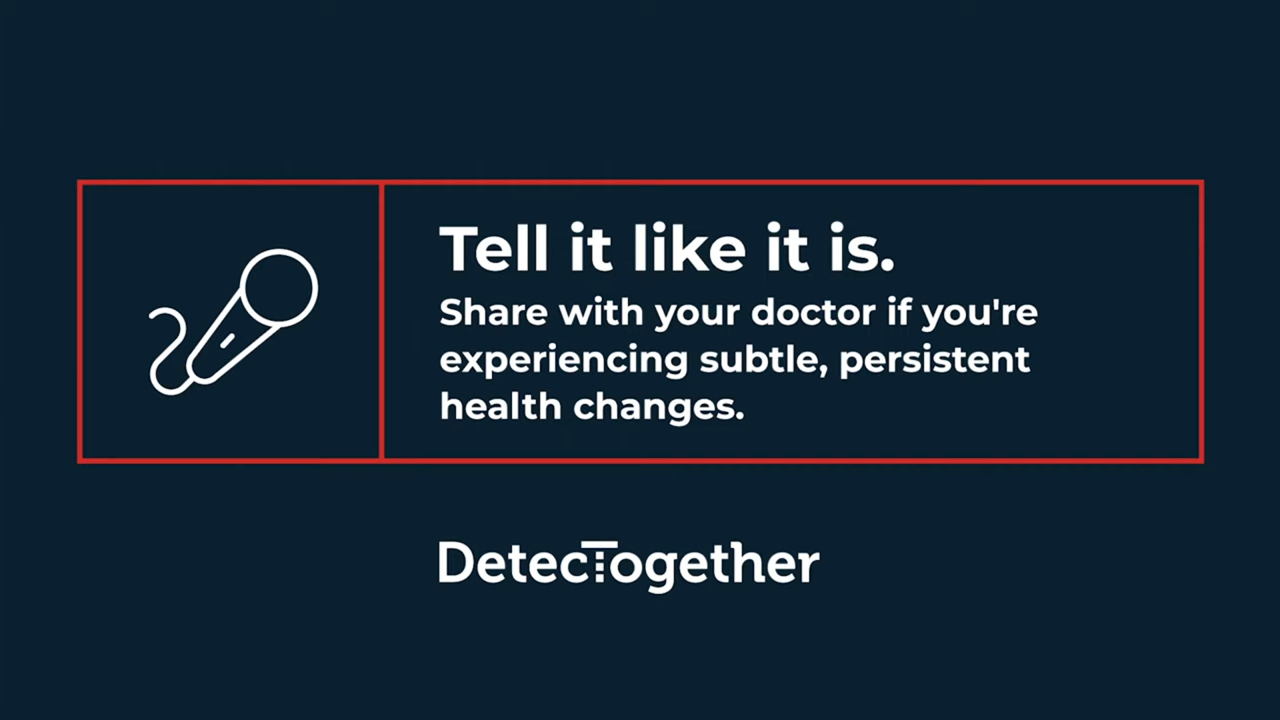 Tell it like it is.
Share with your doctor if you're
experiencing subtle, persistent
health changes.
DetecTogether